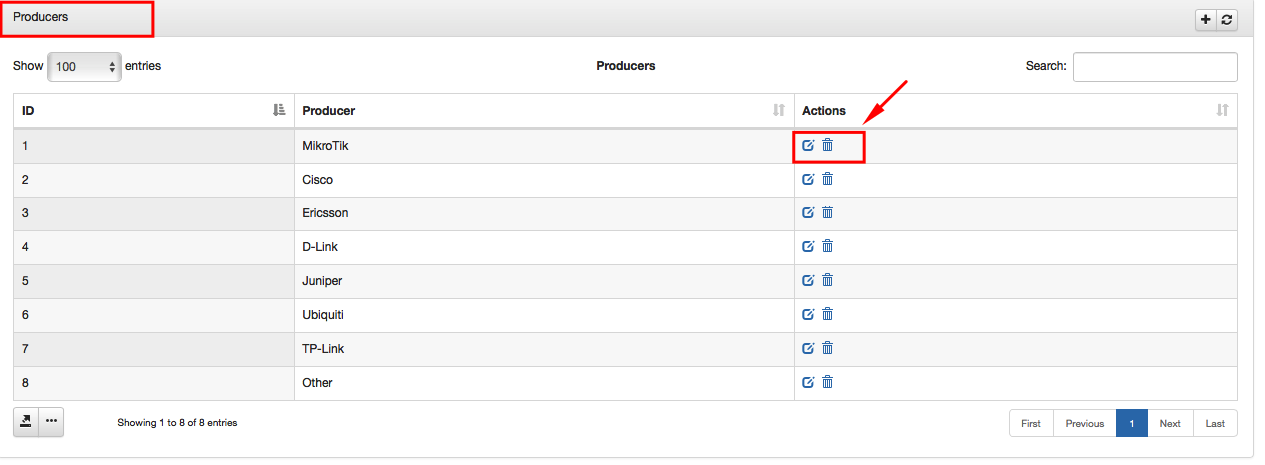 Producers
Show 100 entries Producers Search:
ID Producer Actions
1 MikroTik
2 Cisco
3 Ericsson
4 D-Link
5 Juniper
6 Ubiquiti
7 TP-Link
8 Other
Showing 1 to 8 of 8 entries First Previous 1 Next Last